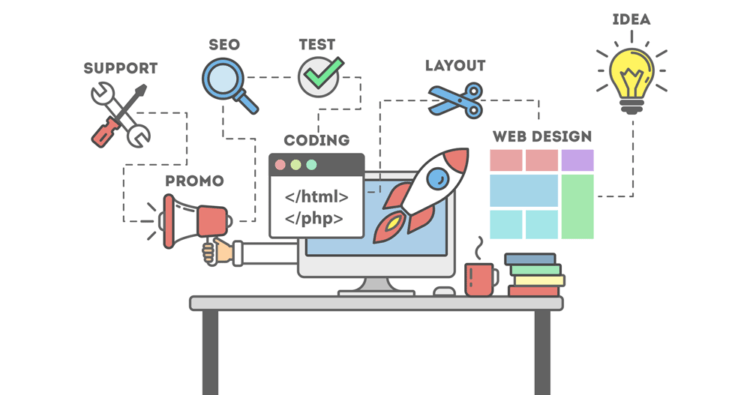 IDEA
SEO
TEST
LAYOUT
SUPPORT
CODING
WEB DESIGN
PROMO
</html>
</php>